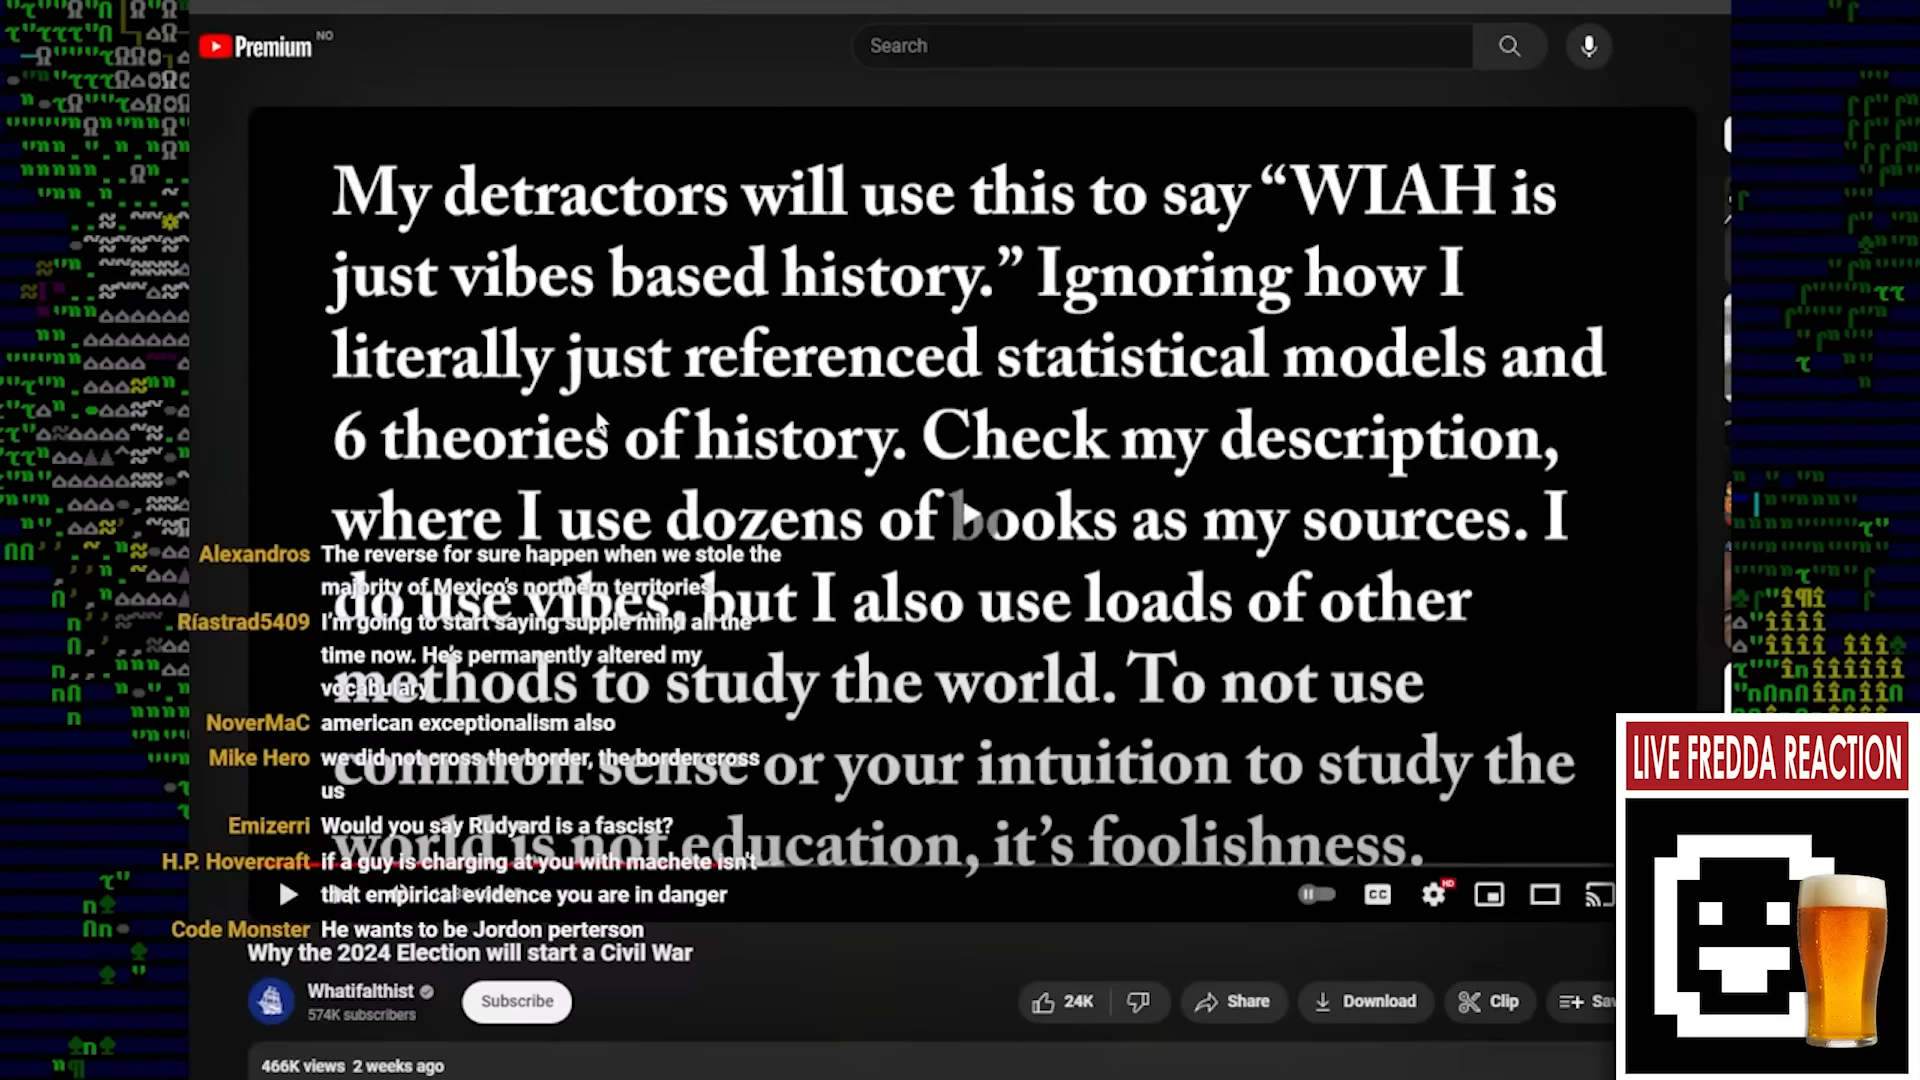 Premium NO
Search
My detractors will use this to say “WIAH is
just vibes based history.” Ignoring how I
literally just referenced statistical models and
6 theories of history. Check my description,
where I use dozens of books as my sources. I
do use vibes, but I also use loads of other
methods to study the world. To not use
common sense or your intuition to study the
world is not education, it’s foolishness.
Alexandros The reverse for sure happen when we stole the
majority of Mexico's northern territories
Ríastrad5409 I'm going to start saying supple mind all the
time now. He's permanently altered my
vocabulary
NoverMaC american exceptionalism also
Mike Hero we did not cross the border, the border cross
us
Emizerri Would you say Rudyard is a fascist?
H.P. Hovercraft if a guy is charging at you with machete isn't
that empirical evidence you are in danger
Code Monster He wants to be Jordon perterson
CC
HD
LIVE FREDDA REACTION
Why the 2024 Election will start a Civil War
Whatifalthist
574K subscribers
Subscribe
24K
Share
Download
Clip
Sav
466K views 2 weeks ago